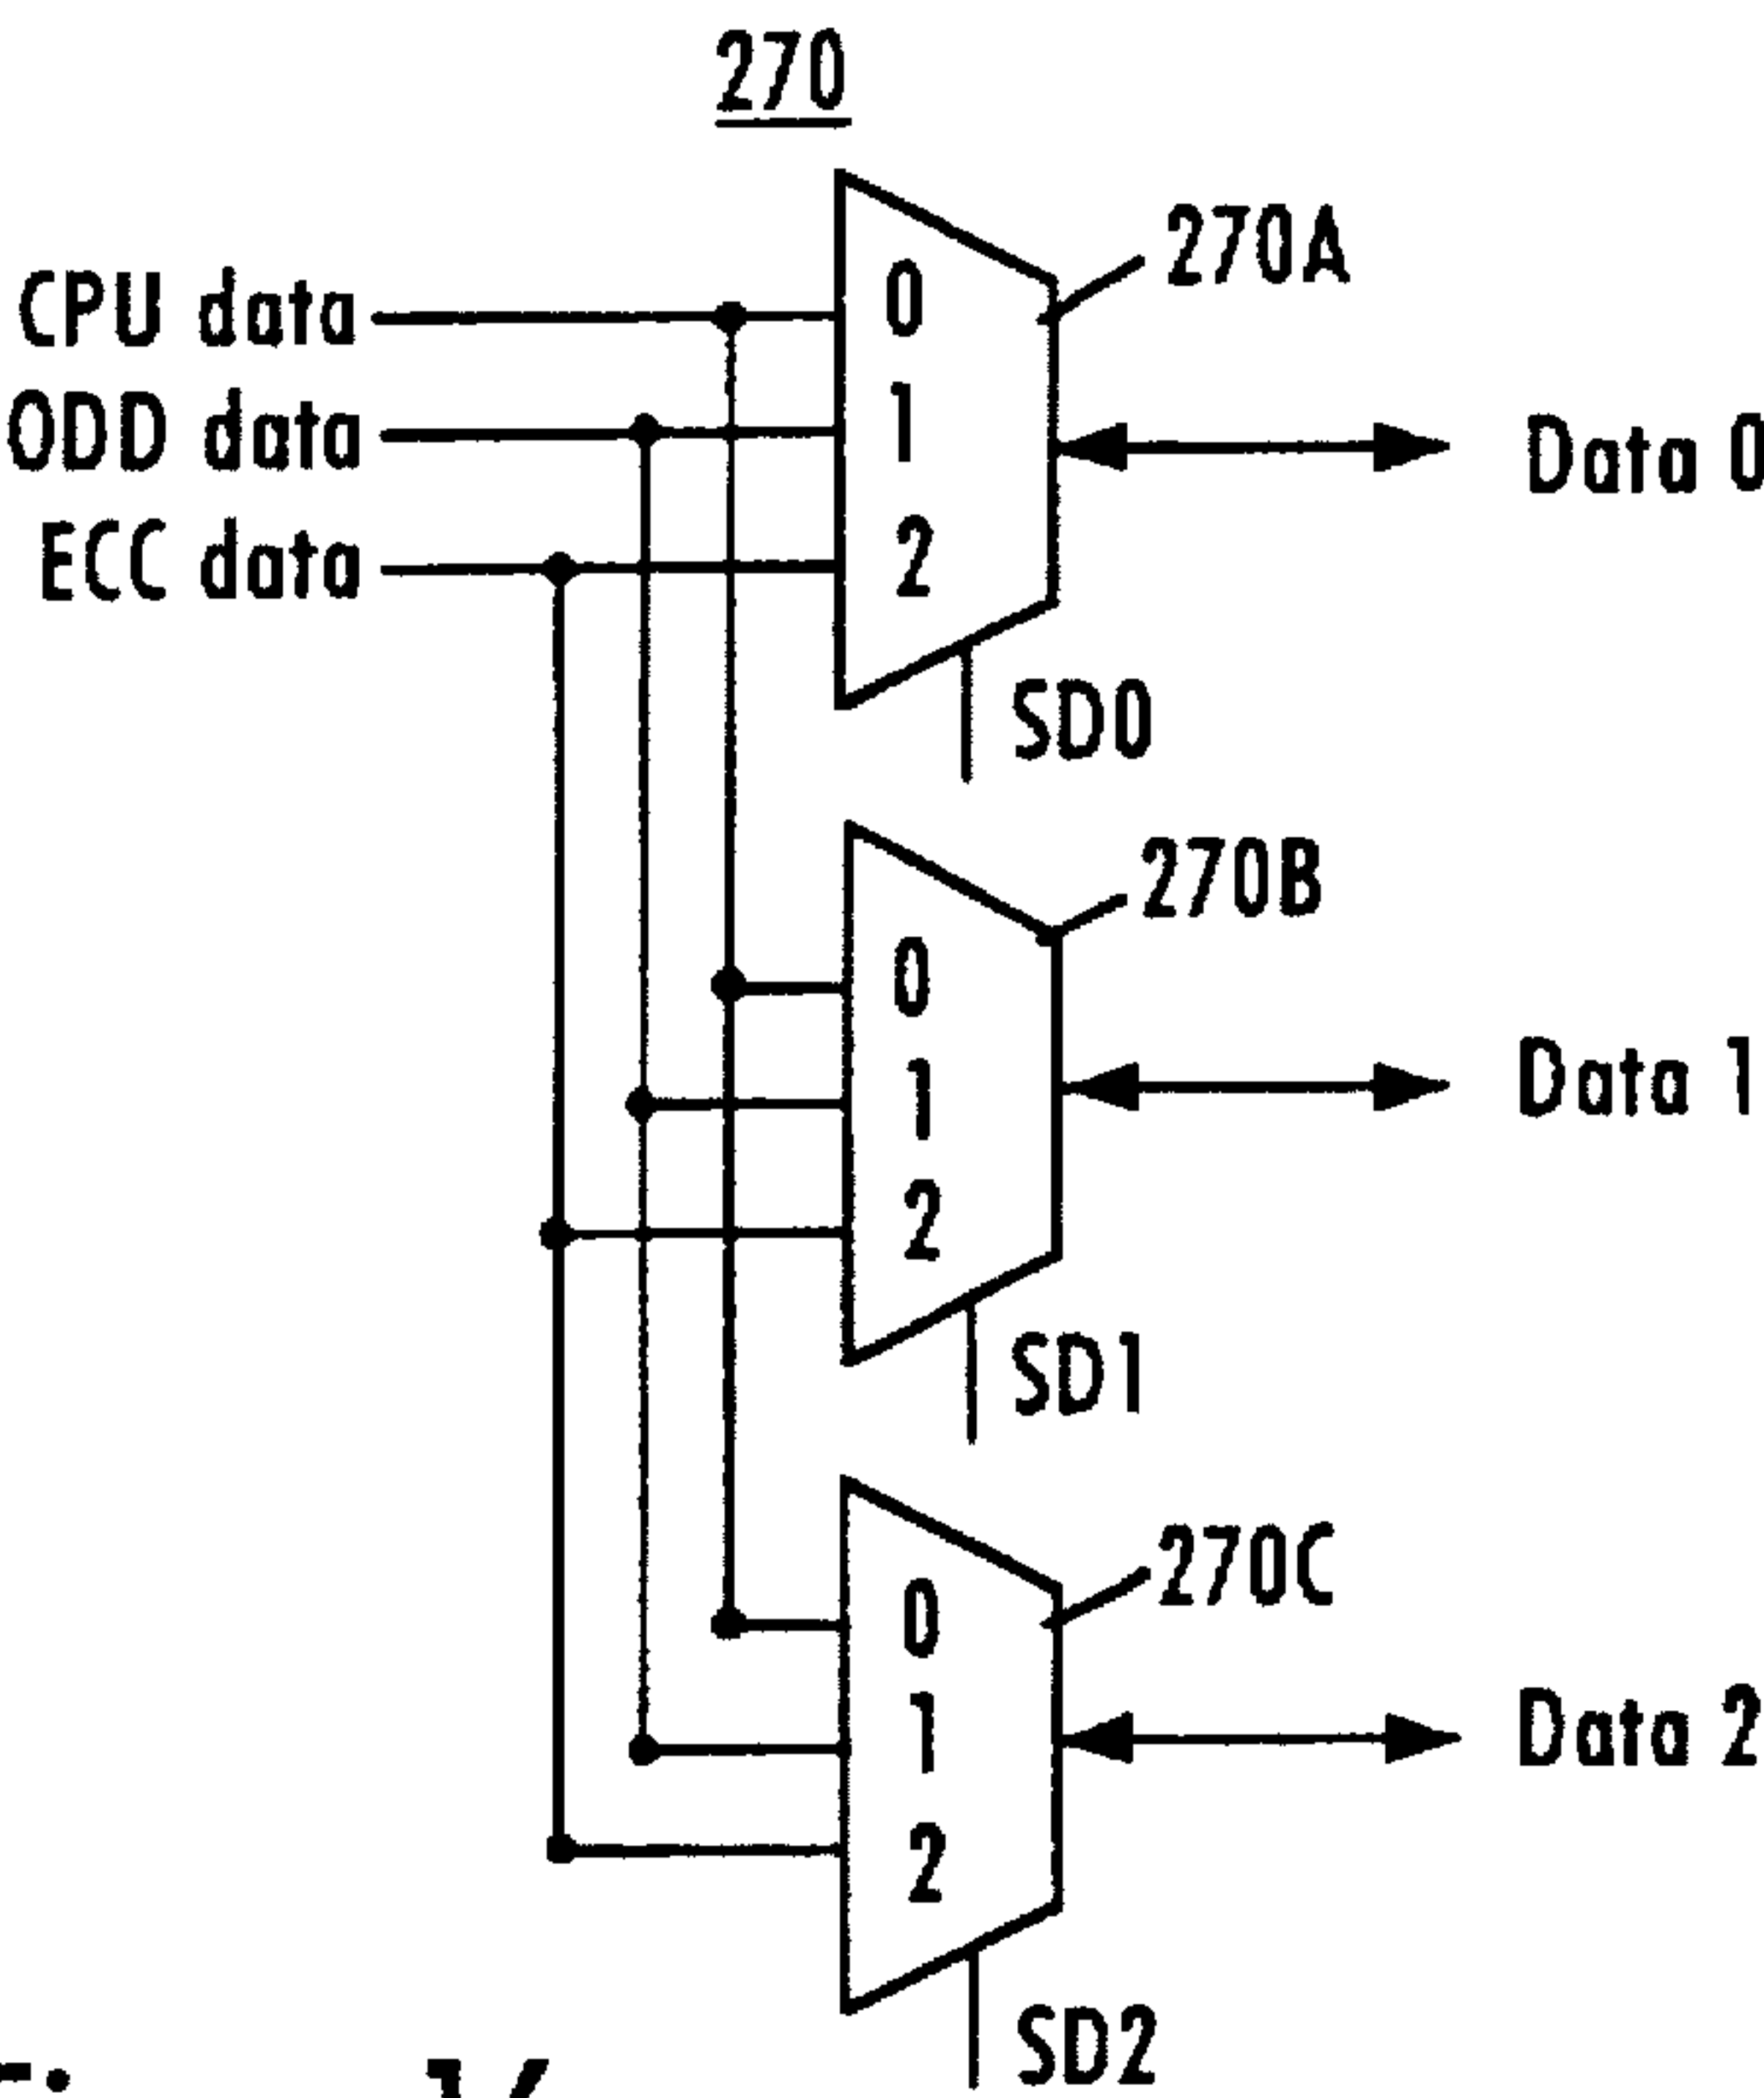 270
270A
CPU data
0
ODD data
1
Data 0
ECC data
2
SD0
270B
0
1
Data 1
2
SD1
270C
0
1
Data 2
2
SD2